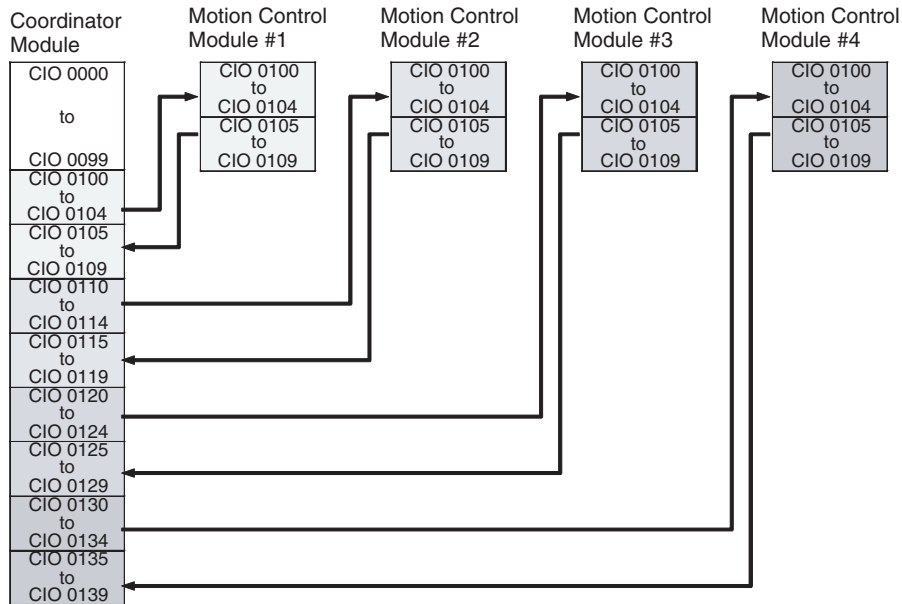 Coordinator
Module
Motion Control
Module #1
Motion Control
Module #2
Motion Control
Module #3
Motion Control
Module #4
CIO 0000
to
CIO 0099
CIO 0100
to
CIO 0104
CIO 0105
to
CIO 0109
CIO 0110
to
CIO 0114
CIO 0115
to
CIO 0119
CIO 0120
to
CIO 0124
CIO 0125
to
CIO 0129
CIO 0130
to
CIO 0134
CIO 0135
to
CIO 0139
CIO 0100
to
CIO 0104
CIO 0105
to
CIO 0109
CIO 0100
to
CIO 0104
CIO 0105
to
CIO 0109
CIO 0100
to
CIO 0104
CIO 0105
to
CIO 0109
CIO 0100
to
CIO 0104
CIO 0105
to
CIO 0109